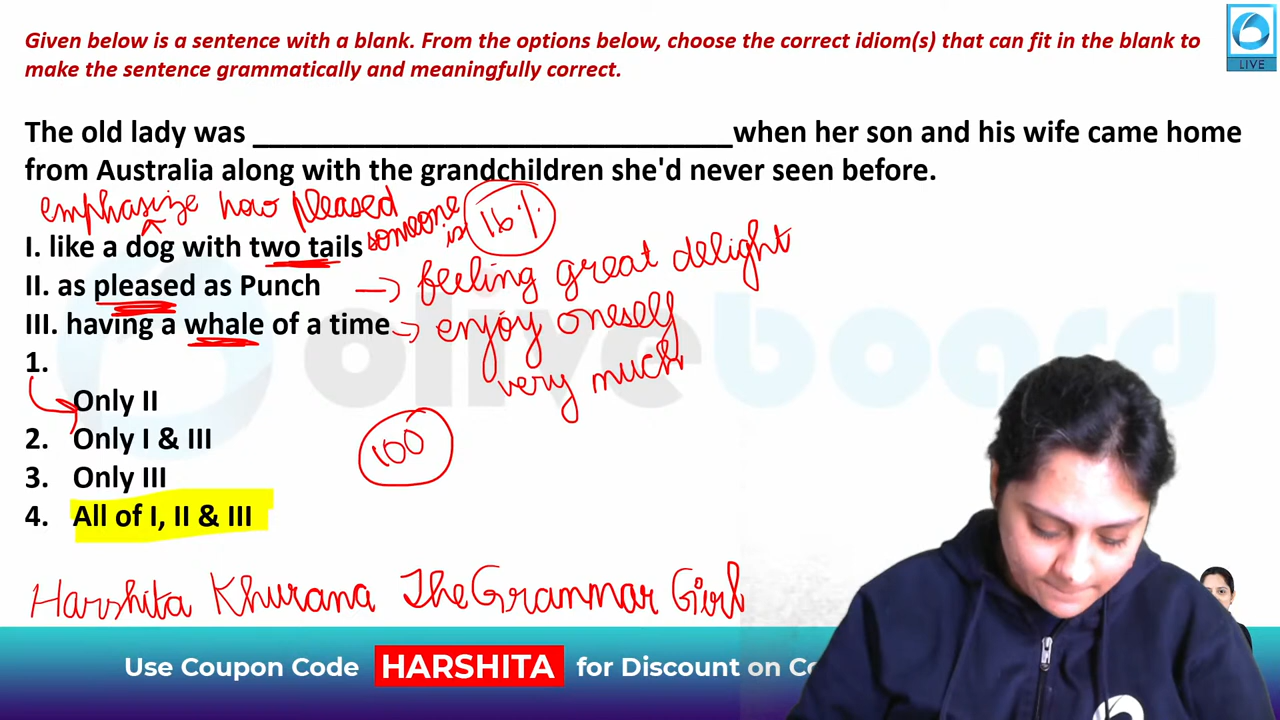 Given below is a sentence with a blank. From the options below, choose the correct idiom(s) that can fit in the blank to
make the sentence grammatically and meaningfully correct.
LIVE
The old lady was ________________________________when her son and his wife came home
from Australia along with the grandchildren she'd never seen before.
emphasize how pleased someone is 16%
I. like a dog with two tails
II. as pleased as Punch → feeling great delight
III. having a whale of a time → enjoy oneself
very much
1.
Only II
2. Only I & III
100
3. Only III
4. All of I, II & III
oliveboard
Harshita Khurana The Grammar Girl
Use Coupon Code HARSHITA for Discount on Co